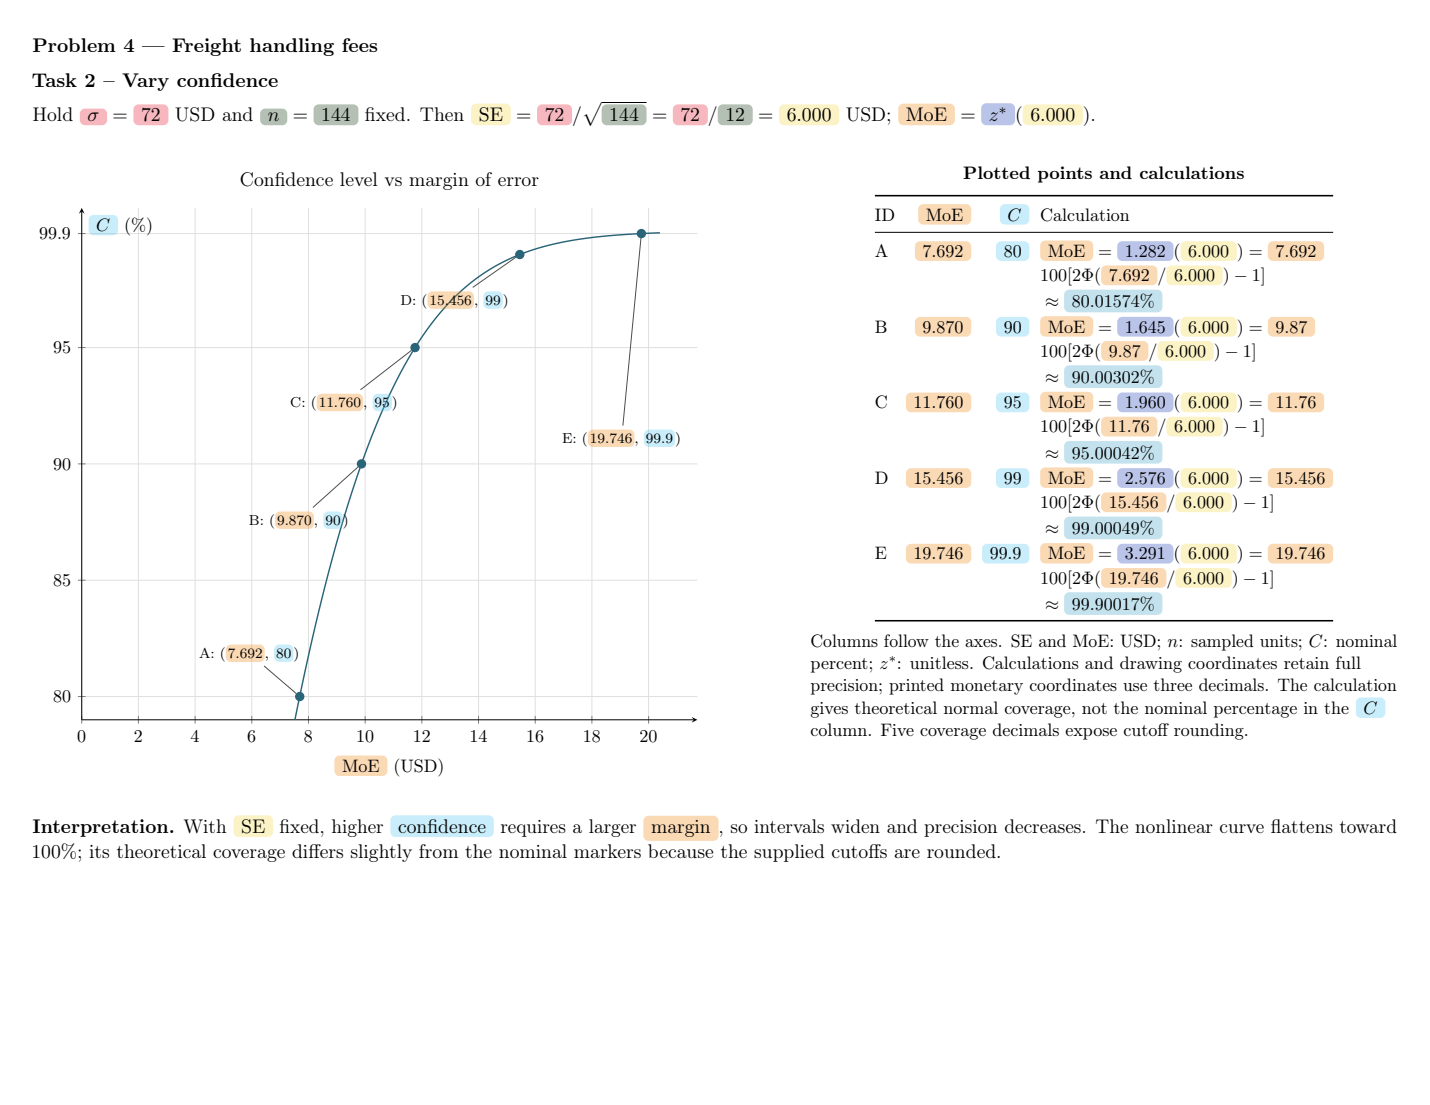 Problem 4 — Freight handling fees
Task 2 – Vary confidence
Hold σ = 72 USD and n = 144 fixed. Then SE = 72/√144 = 72/12 = 6.000 USD; MoE = z*(6.000).
Confidence level vs margin of error
C (%)
99.9
95
90
85
80
0 2 4 6 8 10 12 14 16 18 20
MoE (USD)
D: (15.456, 99)
C: (11.760, 95)
E: (19.746, 99.9)
B: (9.870, 90)
A: (7.692, 80)
Plotted points and calculations
ID MoE C Calculation
A 7.692 80 MoE = 1.282(6.000) = 7.692
100[2Φ(7.692/6.000) − 1]
≈ 80.01574%
B 9.870 90 MoE = 1.645(6.000) = 9.87
100[2Φ(9.87/6.000) − 1]
≈ 90.00302%
C 11.760 95 MoE = 1.960(6.000) = 11.76
100[2Φ(11.76/6.000) − 1]
≈ 95.00042%
D 15.456 99 MoE = 2.576(6.000) = 15.456
100[2Φ(15.456/6.000) − 1]
≈ 99.00049%
E 19.746 99.9 MoE = 3.291(6.000) = 19.746
100[2Φ(19.746/6.000) − 1]
≈ 99.90017%
Columns follow the axes. SE and MoE: USD; n: sampled units; C: nominal
percent; z*: unitless. Calculations and drawing coordinates retain full
precision; printed monetary coordinates use three decimals. The calculation
gives theoretical normal coverage, not the nominal percentage in the C
column. Five coverage decimals expose cutoff rounding.
Interpretation. With SE fixed, higher confidence requires a larger margin, so intervals widen and precision decreases. The nonlinear curve flattens toward
100%; its theoretical coverage differs slightly from the nominal markers because the supplied cutoffs are rounded.